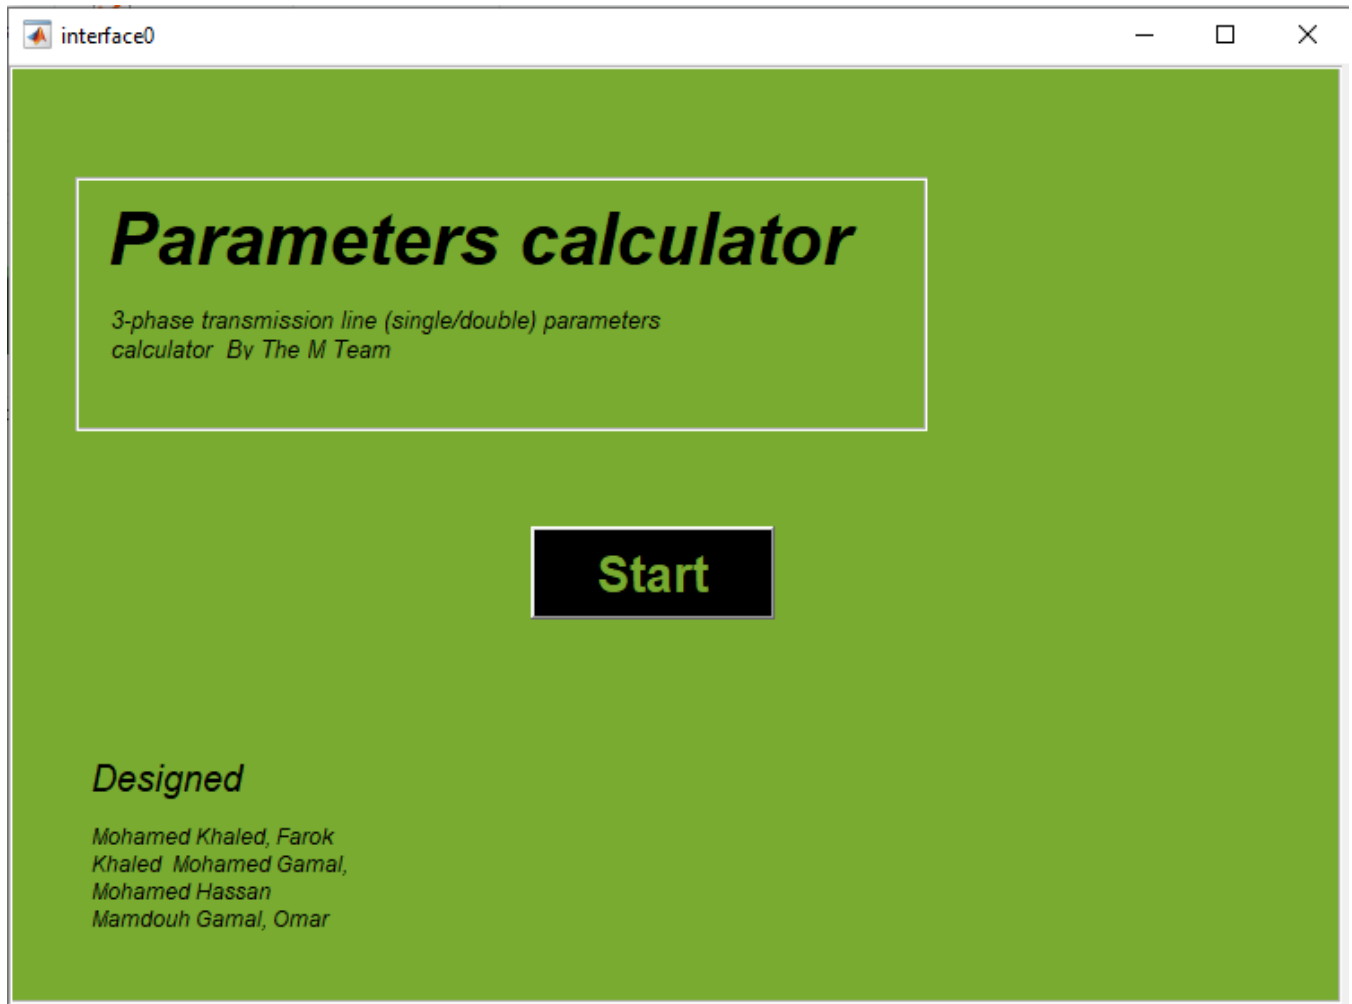 interface0
Parameters calculator
3-phase transmission line (single/double) parameters
calculator  By The M Team
Start
Designed
Mohamed Khaled, Farok
Khaled  Mohamed Gamal,
Mohamed Hassan
Mamdouh Gamal, Omar